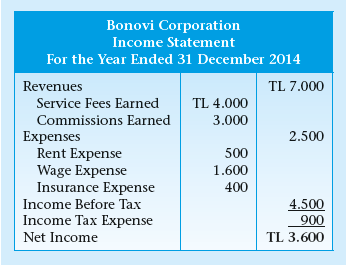 Bonovi Corporation
Income Statement
For the Year Ended 31 December 2014
Revenues TL 7.000
Service Fees Earned TL 4.000
Commissions Earned 3.000
Expenses 2.500
Rent Expense 500
Wage Expense 1.600
Insurance Expense 400
Income Before Tax 4.500
Income Tax Expense 900
Net Income TL 3.600